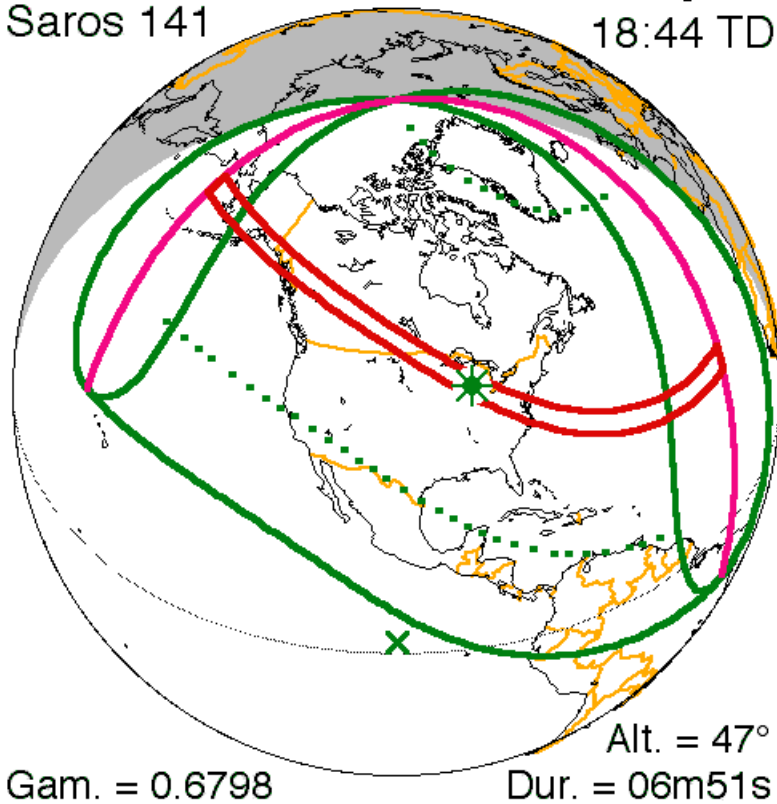 Saros 141
18:44 TD
Alt. = 47°
Gam. = 0.6798
Dur. = 06m51s